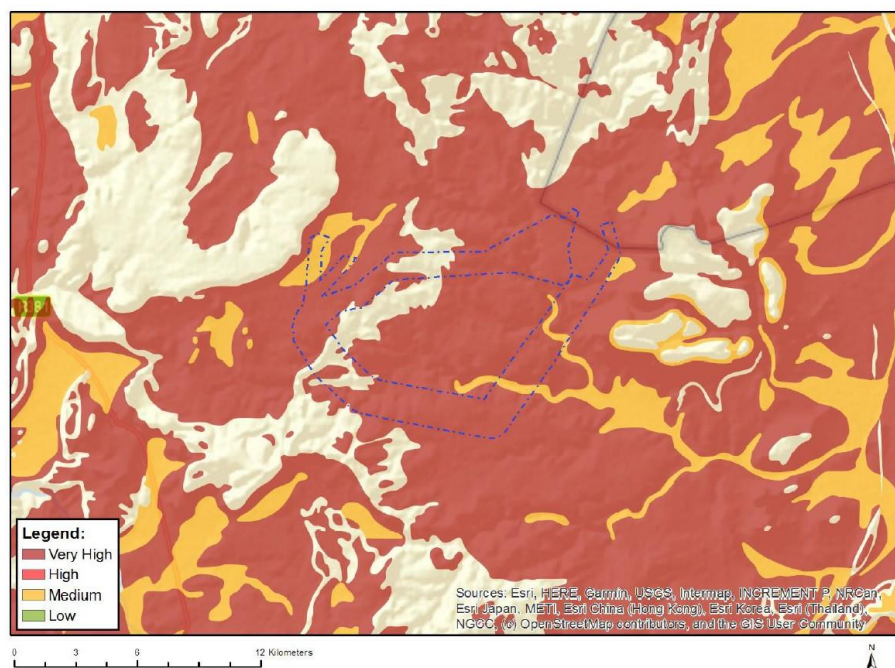 Legend:
Very High
High
Medium
Low
Sources: Esri, HERE, Garmin, USGS, Intermap, INCREMENT P, NRCan,
Esri Japan, METI, Esri China (Hong Kong), Esri Korea, Esri (Thailand),
NGCC, (c) OpenStreetMap contributors, and the GIS User Community
0 3 6 12 Kilometers
N